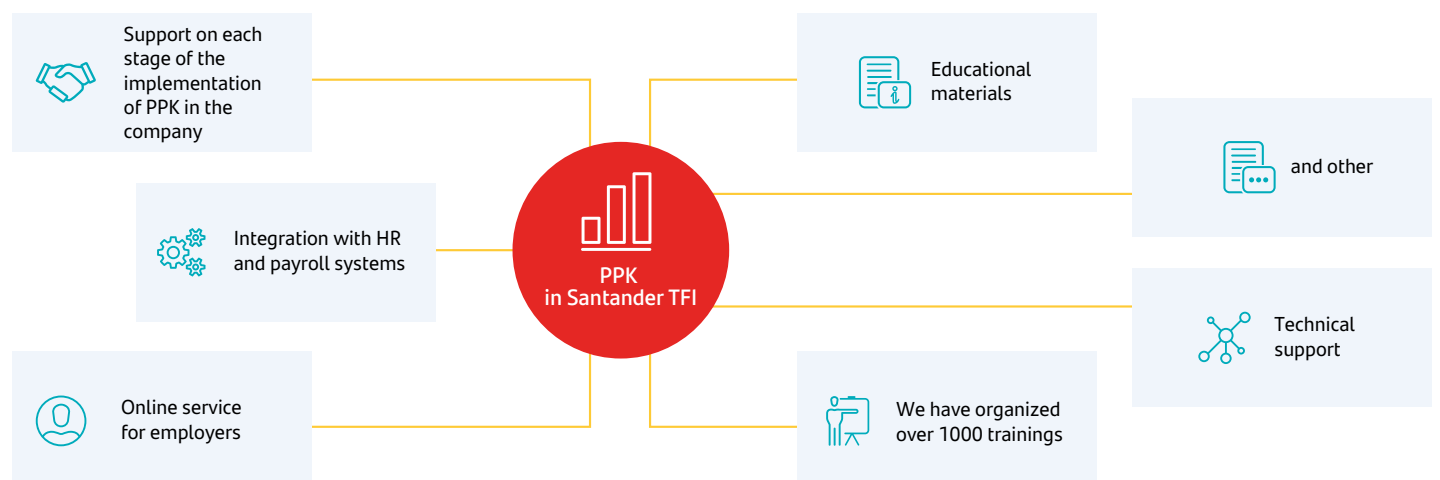 Support on each
stage of the
implementation
of PPK in the
company
Educational
materials
and other
Integration with HR
and payroll systems
PPK
in Santander TFI
Technical
support
Online service
for employers
We have organized
over 1000 trainings